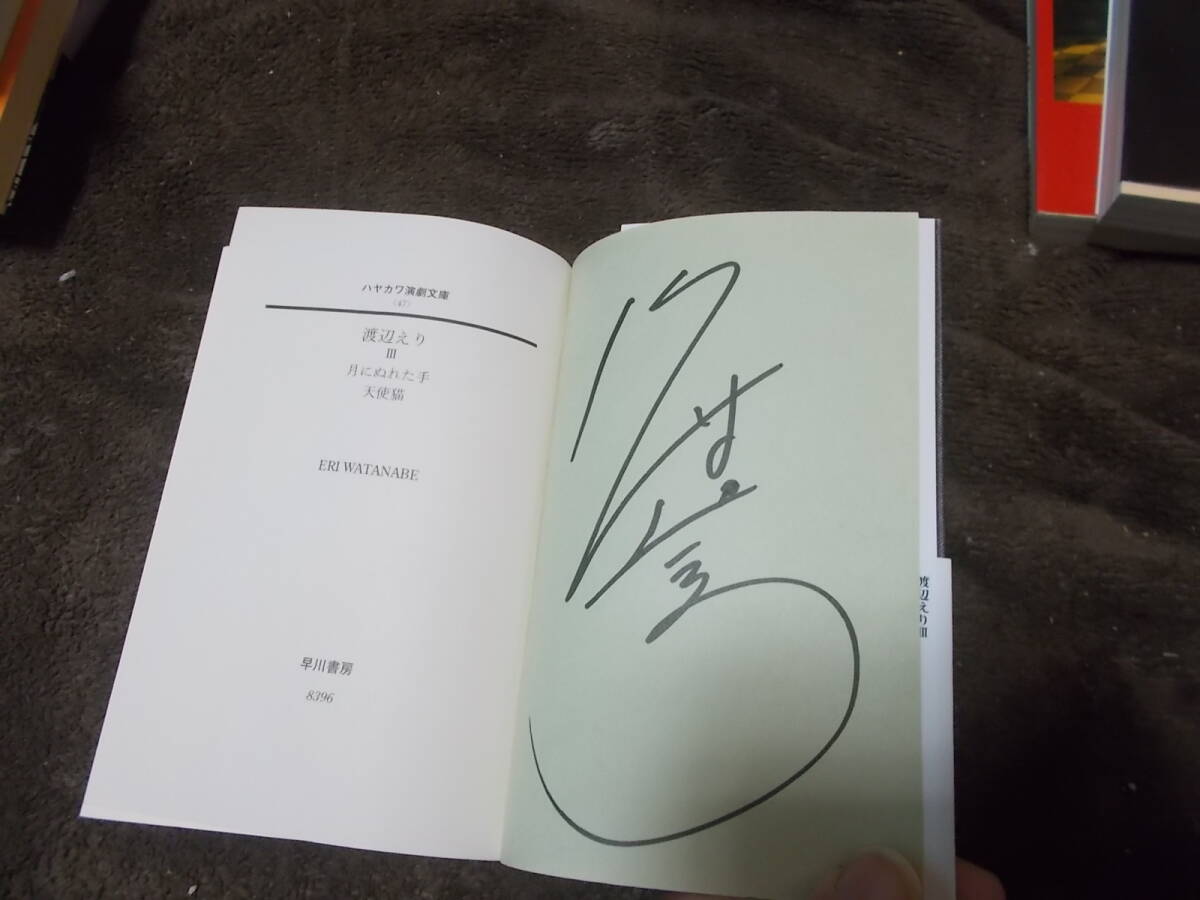 ハヤカワ演劇文庫
〈47〉
渡辺えり
III
月にぬれた手
天使猫
ERI WATANABE
早川書房
8396
渡辺えりIII